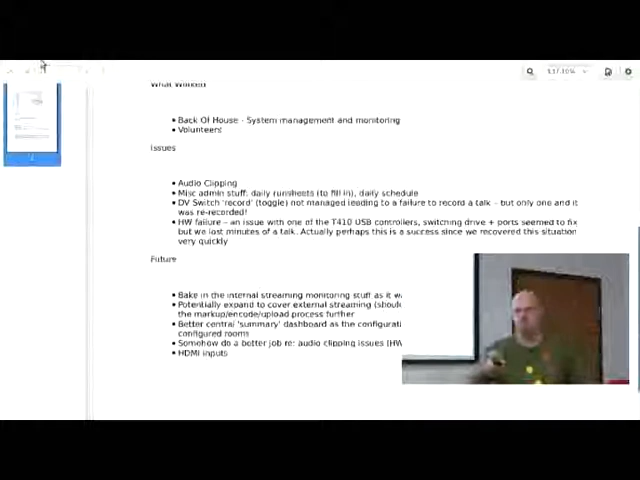 What Worked
• Back Of House - System management and monitoring
• Volunteers
Issues
• Audio Clipping
• Misc admin stuff: daily runsheets (to fill in), daily schedule
• DV Switch 'record' (toggle) not managed leading to a failure to record a talk - but only one and it
was re-recorded!
• HW failure - an issue with one of the T410 USB controllers, switching drive + ports seemed to fix
but we lost minutes of a talk. Actually perhaps this is a success since we recovered this situation
very quickly
Future
• Bake in the internal streaming monitoring stuff as it
• Potentially expand to cover external streaming (shoul
the markup/encode/upload process further
• Better central 'summary' dashboard as the configurati
configured rooms
• Somehow do a better job re: audio clipping issues (HW
• HDMI inputs